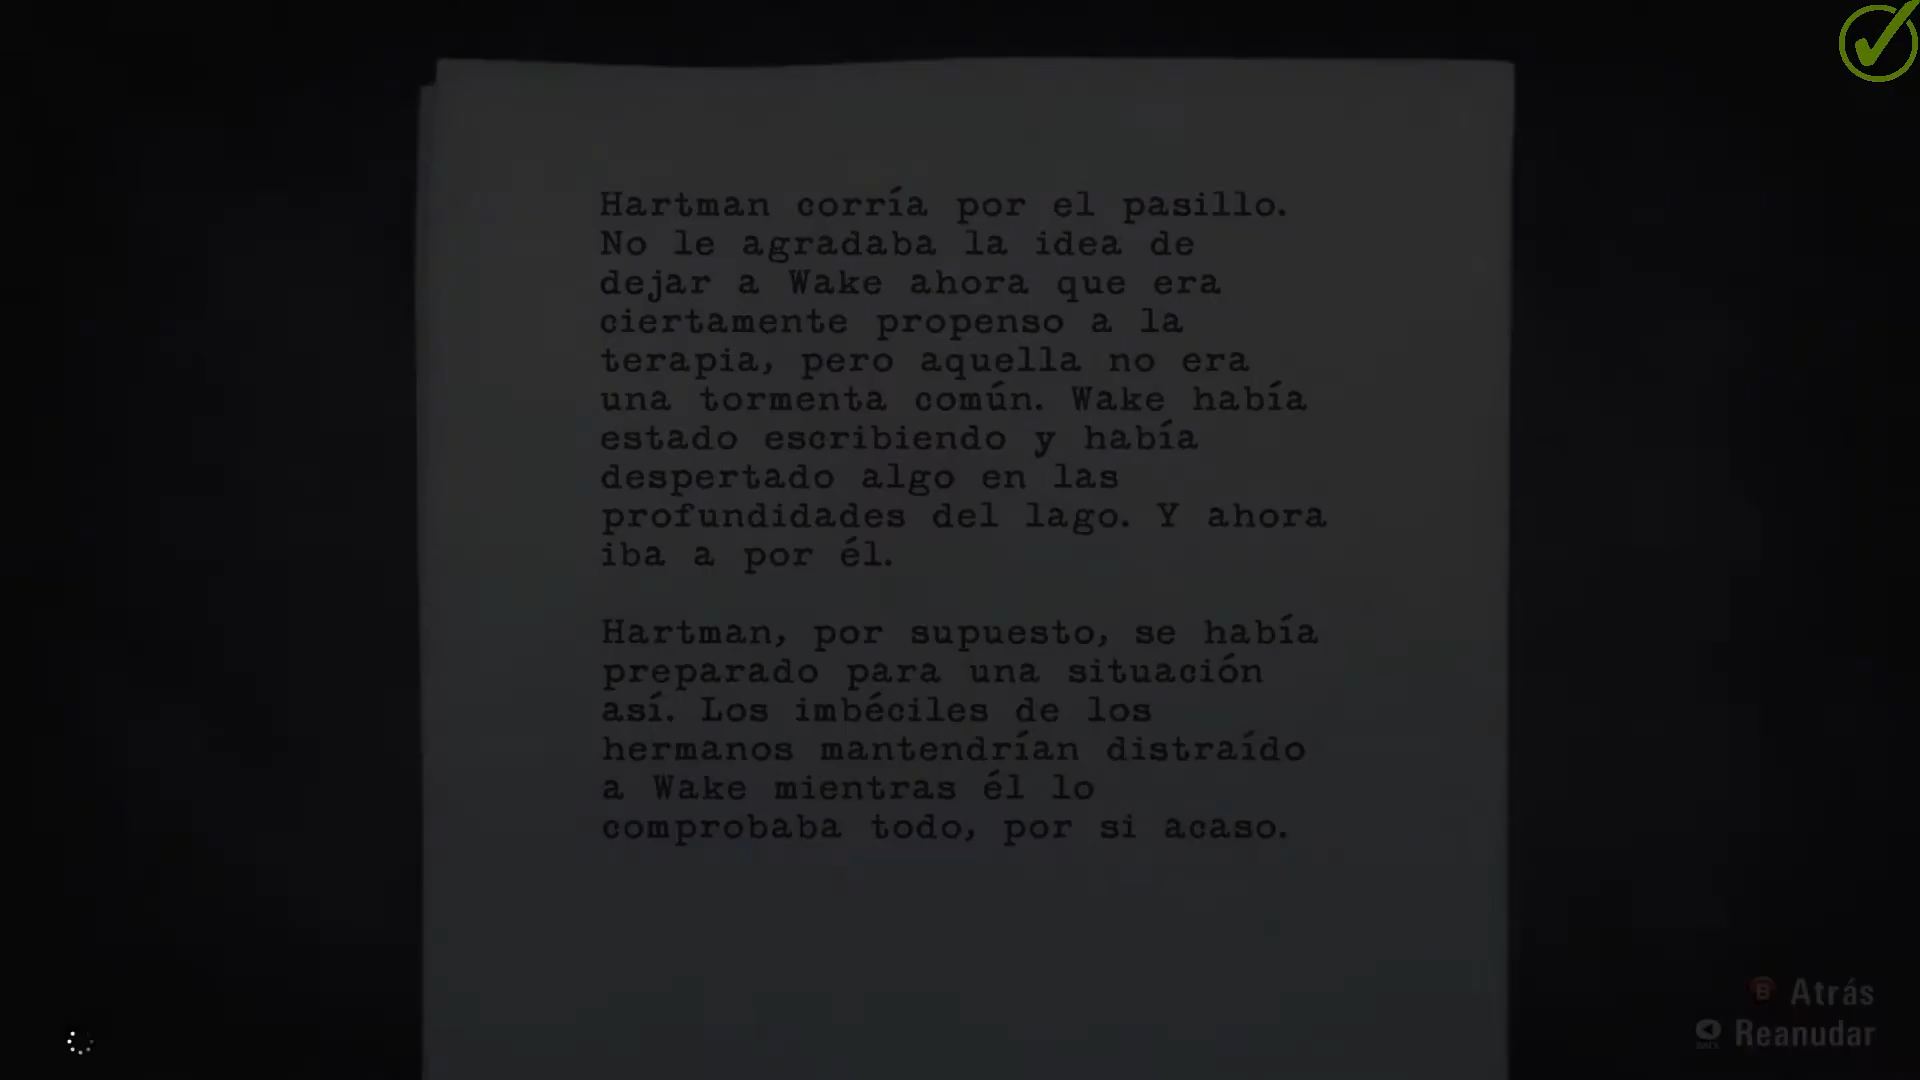 Hartman corría por el pasillo.
No le agradaba la idea de
dejar a Wake ahora que era
ciertamente propenso a la
terapia, pero aquella no era
una tormenta común. Wake había
estado escribiendo y había
despertado algo en las
profundidades del lago. Y ahora
iba a por él.

Hartman, por supuesto, se había
preparado para una situación
así. Los imbéciles de los
hermanos mantendrían distraído
a Wake mientras él lo
comprobaba todo, por si acaso.

B Atrás
BACK Reanudar